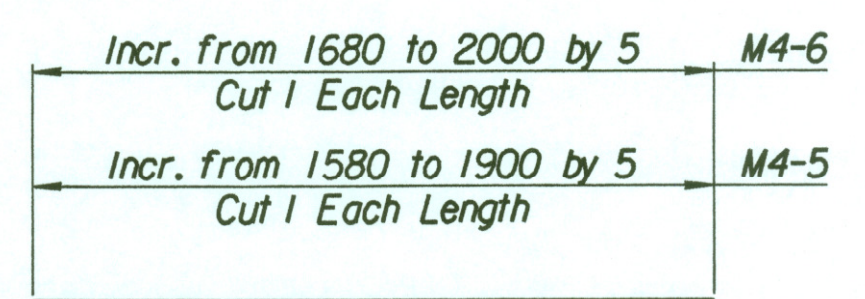 Incr. from 1680 to 2000 by 5 M4-6
Cut 1 Each Length
Incr. from 1580 to 1900 by 5 M4-5
Cut 1 Each Length